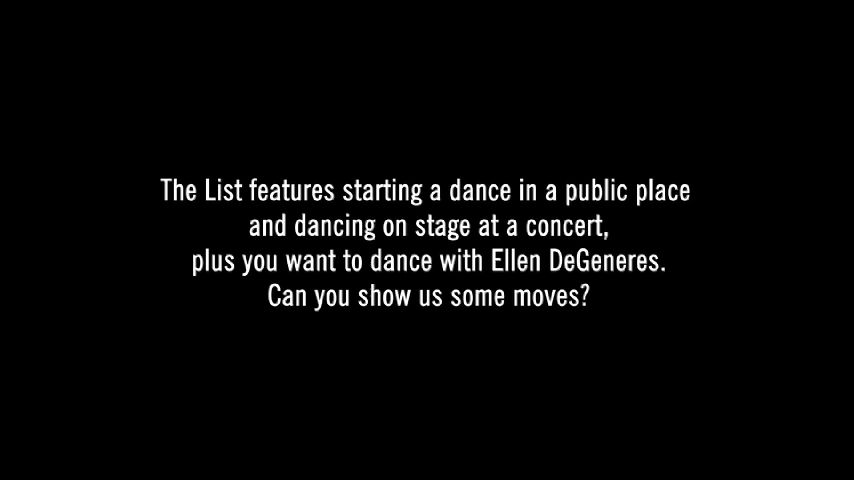 The List features starting a dance in a public place
and dancing on stage at a concert,
plus you want to dance with Ellen DeGeneres.
Can you show us some moves?